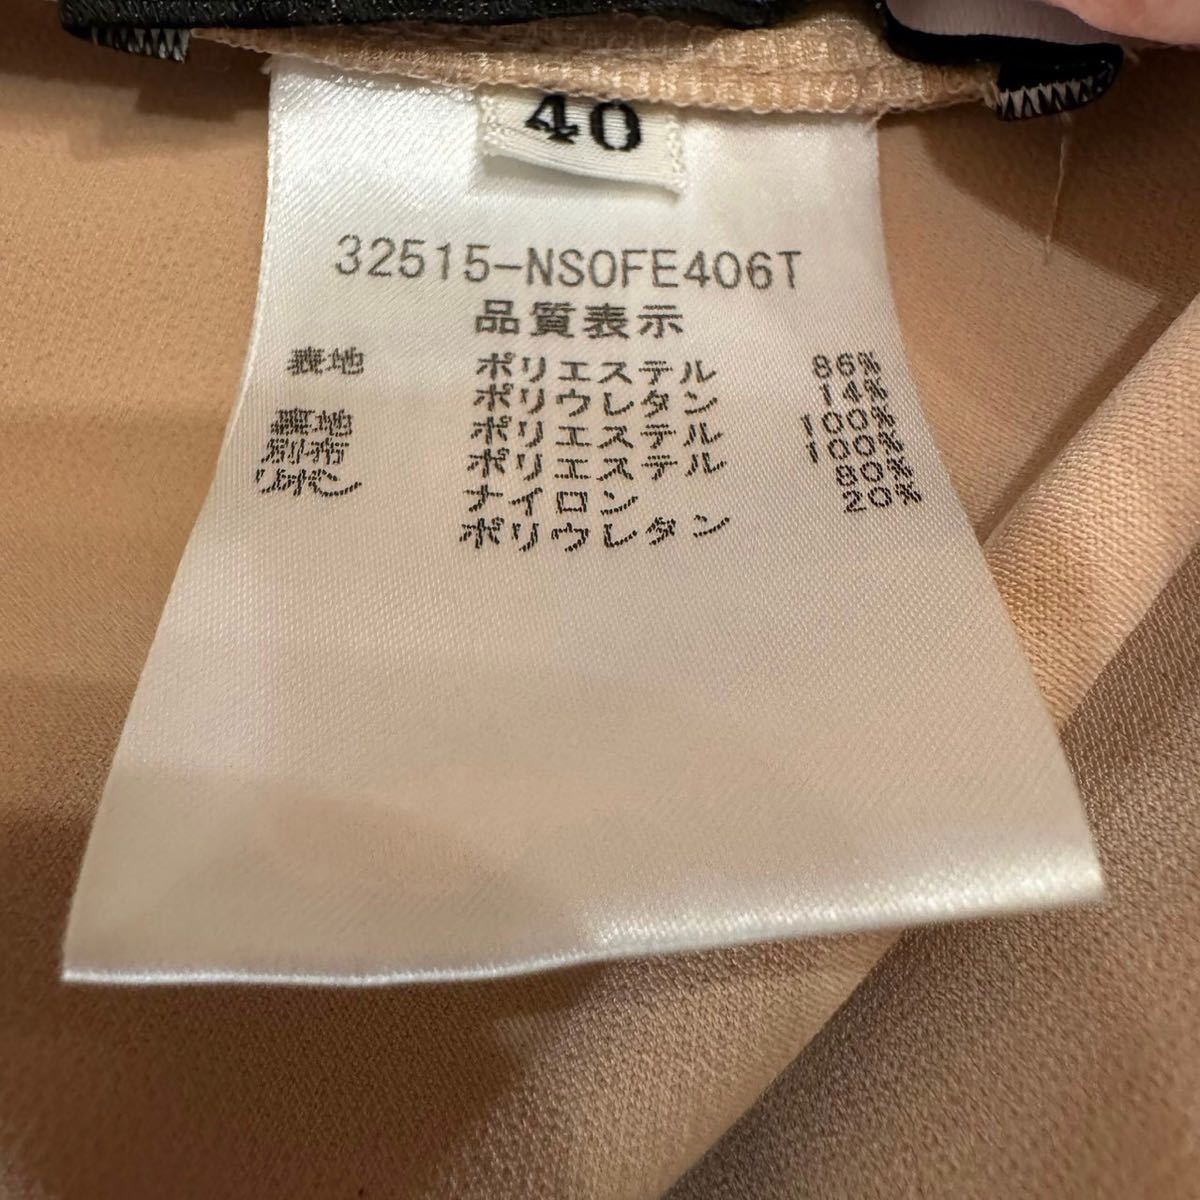 40
32515-NSOFE406T
品質表示
表地 ポリエステル 86%
ポリウレタン 14%
裏地 ポリエステル 100%
別布 ポリエステル 100%
リボン ナイロン 80%
ポリウレタン 20%